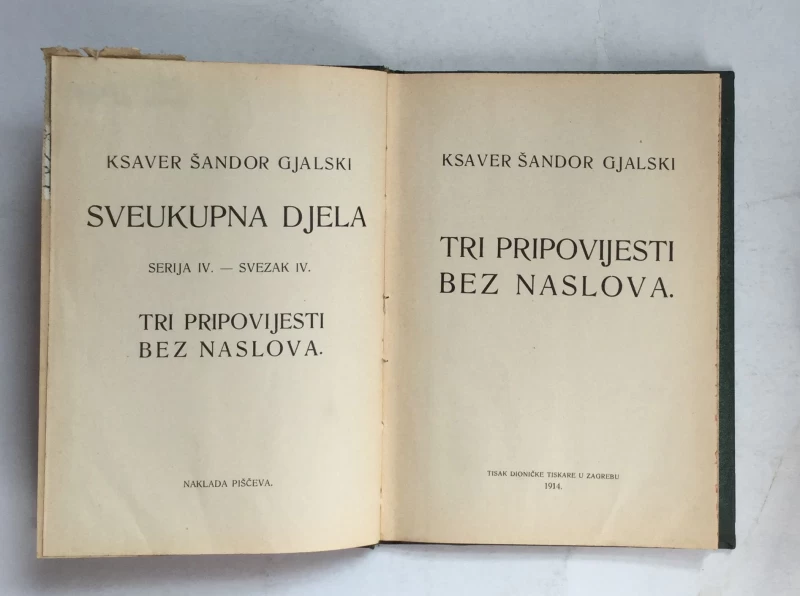 KSAVER ŠANDOR GJALSKI
SVEUKUPNA DJELA
SERIJA IV. — SVEZAK IV.
TRI PRIPOVIJESTI
BEZ NASLOVA.
NAKLADA PIŠČEVA.
KSAVER ŠANDOR GJALSKI
TRI PRIPOVIJESTI
BEZ NASLOVA.
TISAK DIONIČKE TISKARE U ZAGREBU
1914.